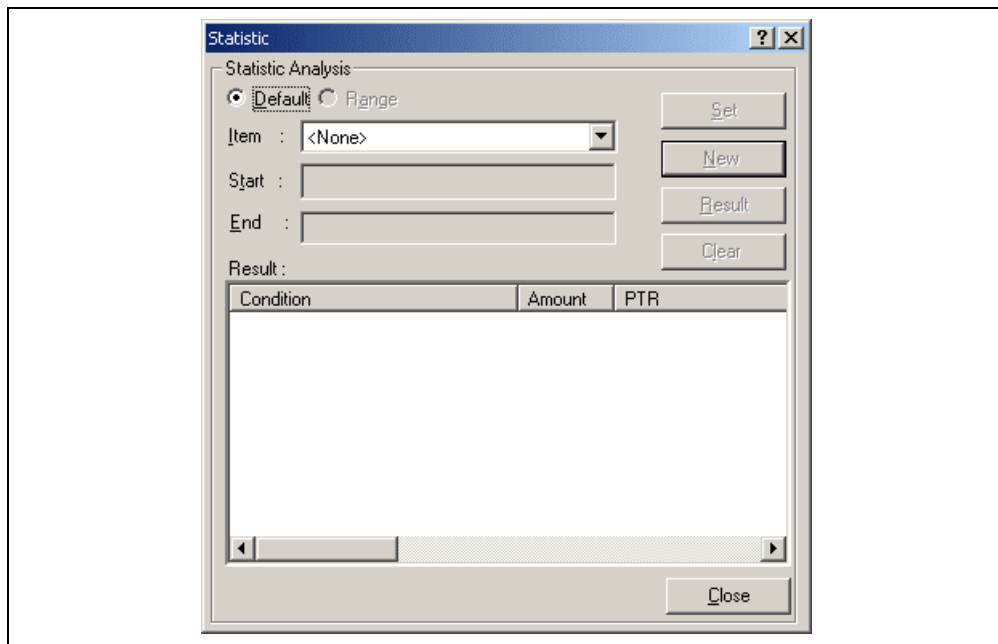 Statistic
Statistic Analysis
Default Range
Item : <None>
Start :
End :
Set
New
Result
Clear
Result :
Condition Amount PTR
Close